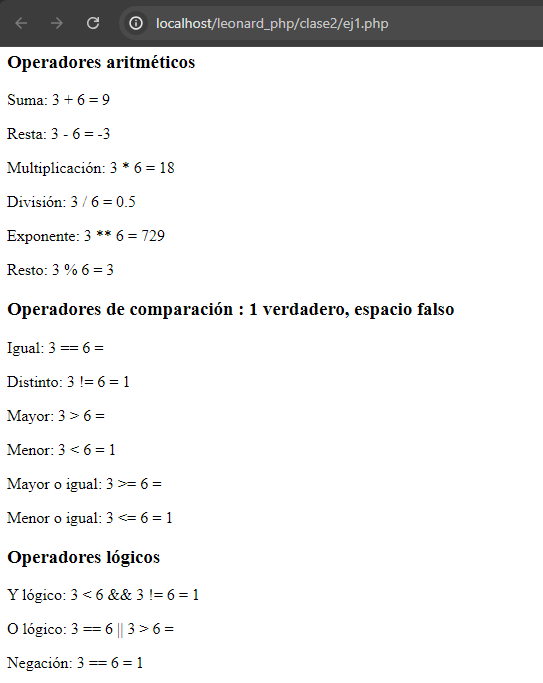 localhost/leonard_php/clase2/ej1.php
Operadores aritméticos
Suma: 3 + 6 = 9
Resta: 3 - 6 = -3
Multiplicación: 3 * 6 = 18
División: 3 / 6 = 0.5
Exponente: 3 ** 6 = 729
Resto: 3 % 6 = 3
Operadores de comparación : 1 verdadero, espacio falso
Igual: 3 == 6 =
Distinto: 3 != 6 = 1
Mayor: 3 > 6 =
Menor: 3 < 6 = 1
Mayor o igual: 3 >= 6 =
Menor o igual: 3 <= 6 = 1
Operadores lógicos
Y lógico: 3 < 6 && 3 != 6 = 1
O lógico: 3 == 6 || 3 > 6 =
Negación: 3 == 6 = 1